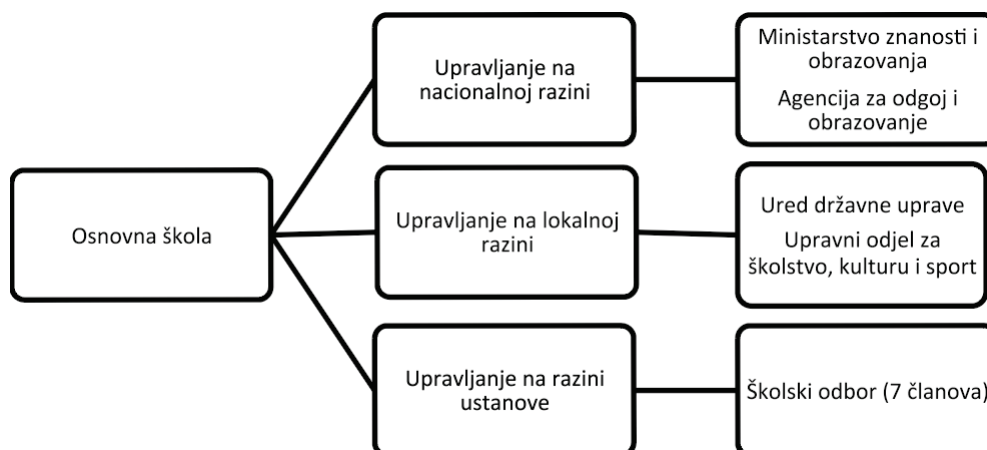 Osnovna škola
Upravljanje na
nacionalnoj razini
Ministarstvo znanosti i
obrazovanja
Agencija za odgoj i
obrazovanje
Upravljanje na lokalnoj
razini
Ured državne uprave
Upravni odjel za
školstvo, kulturu i sport
Upravljanje na razini
ustanove
Školski odbor (7 članova)